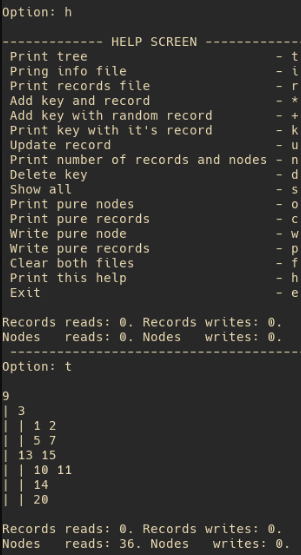 Option: h
------------- HELP SCREEN ------------
Print tree - t
Pring info file - i
Print records file - r
Add key and record - *
Add key with random record - +
Print key with it's record - k
Update record - u
Print number of records and nodes - n
Delete key - d
Show all - s
Print pure nodes - o
Print pure records - c
Write pure node - w
Write pure records - p
Clear both files - f
Print this help - h
Exit - e
Records reads: 0. Records writes: 0.
Nodes   reads: 0. Nodes   writes: 0.
--------------------------------------
Option: t
9
| 3
| | 1 2
| | 5 7
| 13 15
| | 10 11
| | 14
| | 20
Records reads: 0. Records writes: 0.
Nodes   reads: 36. Nodes   writes: 0.